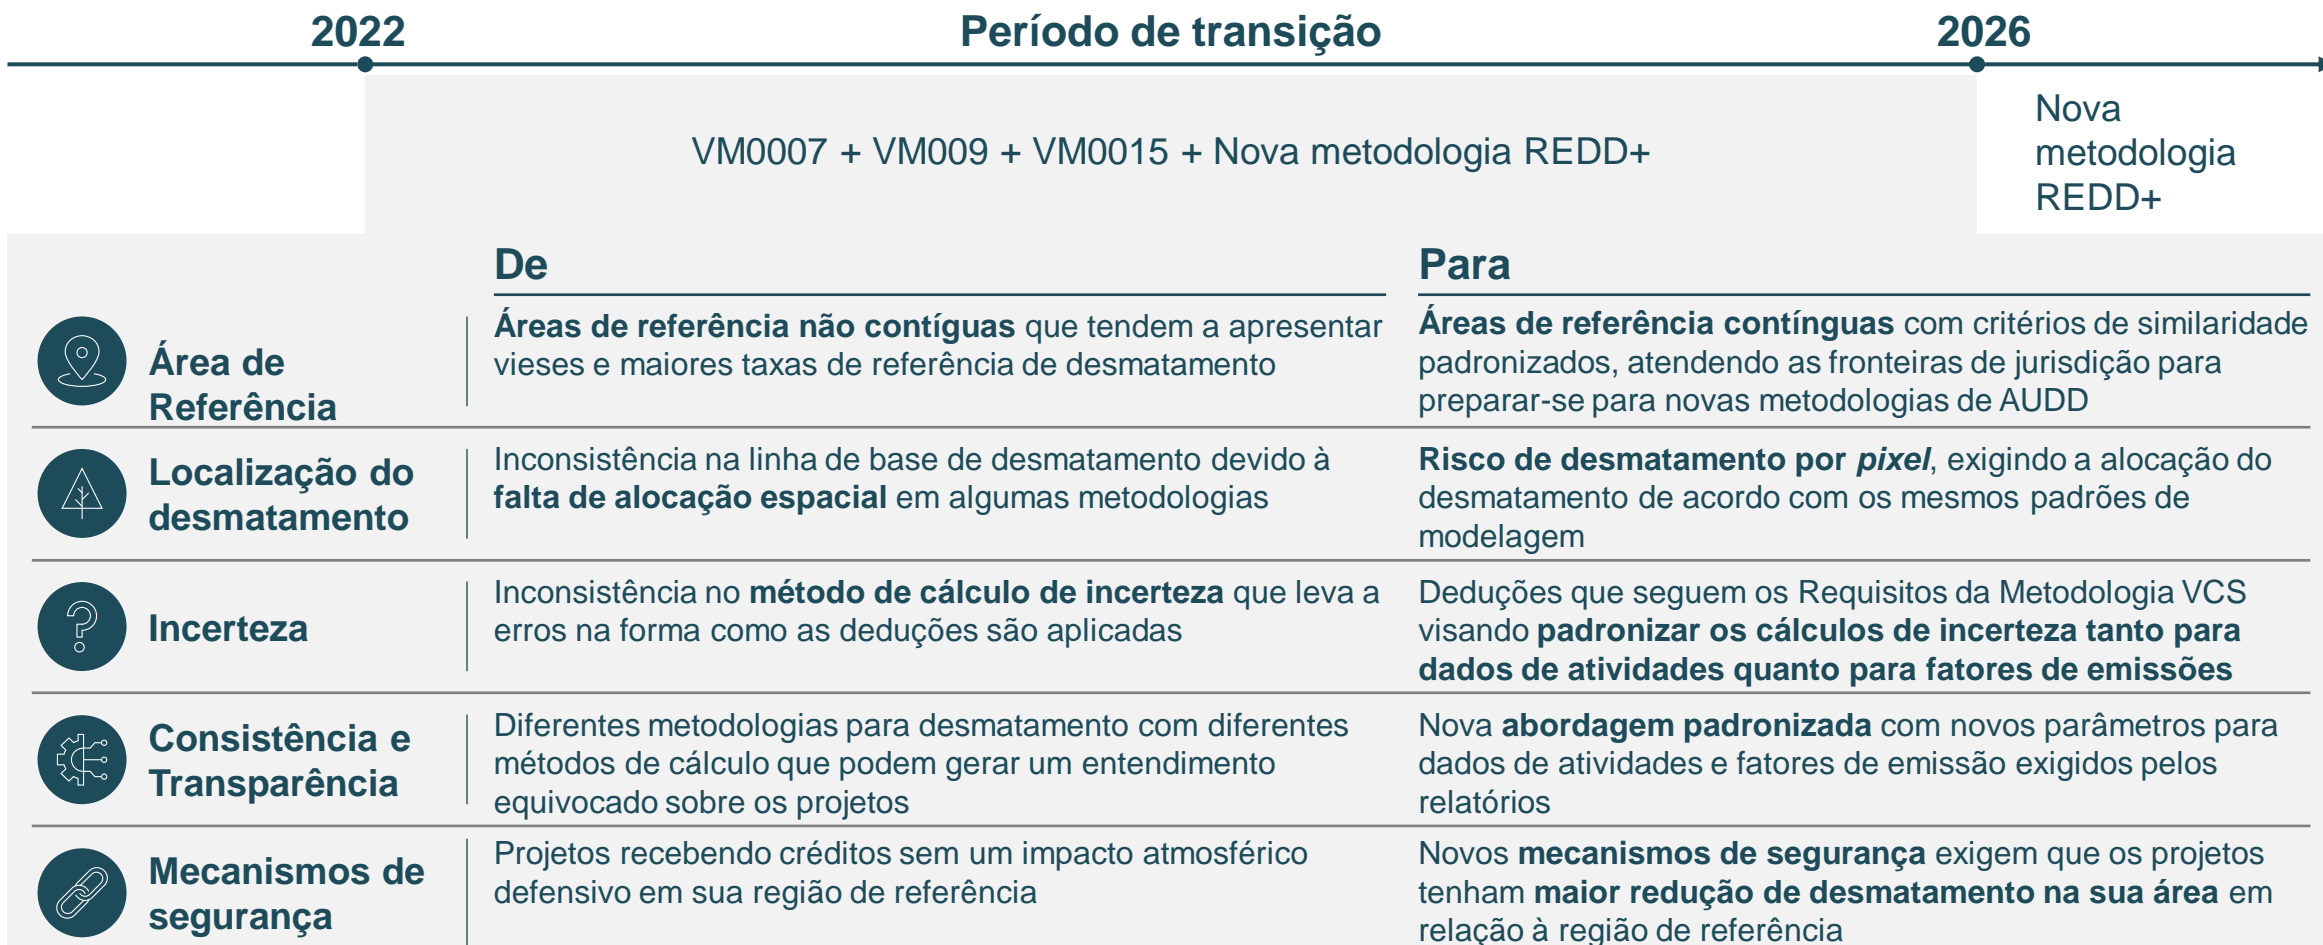 2022
Período de transição
2026
VM0007 + VM009 + VM0015 + Nova metodologia REDD+
Nova
metodologia
REDD+
De
Para
Área de
Referência
Áreas de referência não contíguas que tendem a apresentar
vieses e maiores taxas de referência de desmatamento
Áreas de referência contínguas com critérios de similaridade
padronizados, atendendo as fronteiras de jurisdição para
preparar-se para novas metodologias de AUDD
Localização do
desmatamento
Inconsistência na linha de base de desmatamento devido à
falta de alocação espacial em algumas metodologias
Risco de desmatamento por pixel, exigindo a alocação do
desmatamento de acordo com os mesmos padrões de
modelagem
Incerteza
Inconsistência no método de cálculo de incerteza que leva a
erros na forma como as deduções são aplicadas
Deduções que seguem os Requisitos da Metodologia VCS
visando padronizar os cálculos de incerteza tanto para
dados de atividades quanto para fatores de emissões
Consistência e
Transparência
Diferentes metodologias para desmatamento com diferentes
métodos de cálculo que podem gerar um entendimento
equivocado sobre os projetos
Nova abordagem padronizada com novos parâmetros para
dados de atividades e fatores de emissão exigidos pelos
relatórios
Mecanismos de
segurança
Projetos recebendo créditos sem um impacto atmosférico
defensivo em sua região de referência
Novos mecanismos de segurança exigem que os projetos
tenham maior redução de desmatamento na sua área em
relação à região de referência